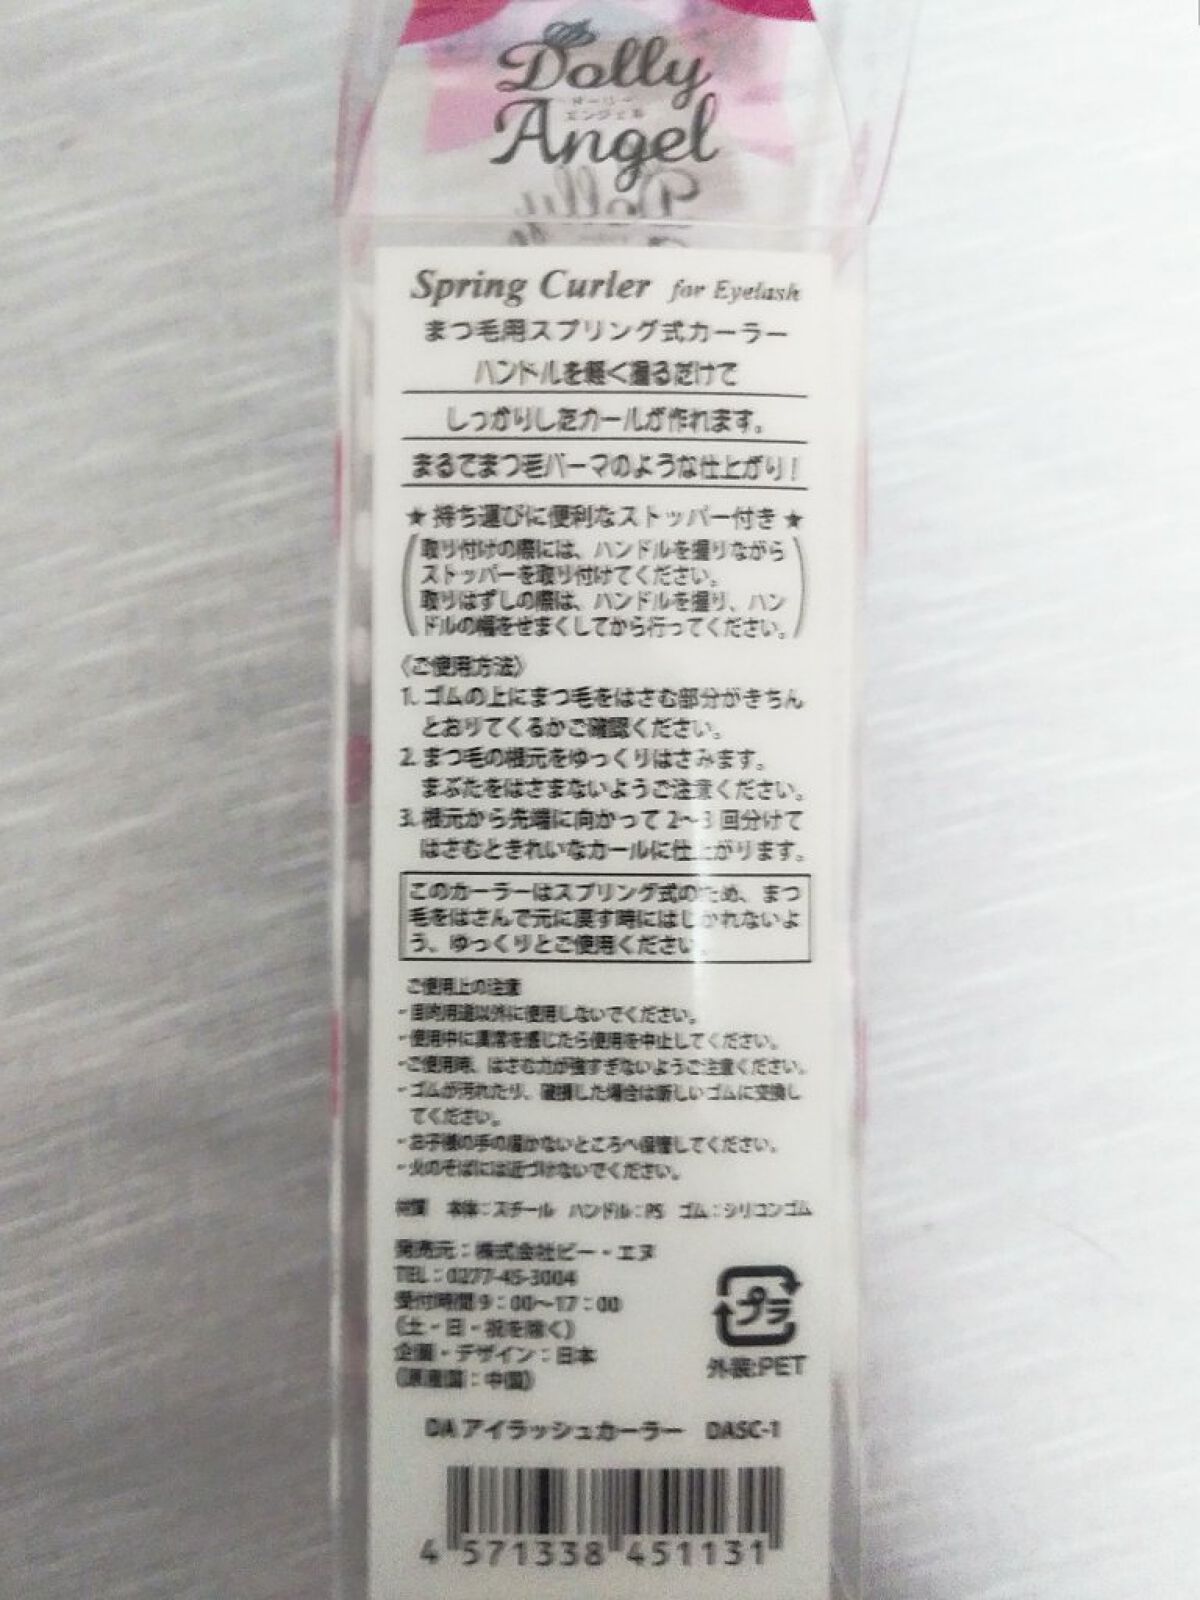 Dolly
ドーリー
エンジェル
Angel
Spring Curler for Eyelash
まつ毛用スプリング式カーラー
ハンドルを軽く握るだけで
しっかりしたカールが作れます。
まるでまつ毛パーマのような仕上がり!
★持ち運びに便利なストッパー付き★
取り付けの際には、ハンドルを握りながら
ストッパーを取り付けてください。
取りはずしの際は、ハンドルを握り、ハン
ドルの幅をせまくしてから行ってください。
〈ご使用方法〉
1. ゴムの上にまつ毛をはさむ部分がきちん
とおりてくるかご確認ください。
2. まつ毛の根元をゆっくりはさみます。
まぶたをはさまないようご注意ください。
3. 根元から先端に向かって2〜3回分けて
はさむときれいなカールに仕上がります。
このカーラーはスプリング式のため、まつ
毛をはさんで元に戻す時にはじかれないよ
う、ゆっくりとご使用ください。
ご使用上の注意
・目的用途以外に使用しないでください。
・使用中に異常を感じたら使用を中止してください。
・ご使用時、はさむ力が強すぎないようご注意ください。
・ゴムが汚れたり、破損した場合は新しいゴムに交換し
てください。
・お子様の手の届かないところへ保管してください。
・火のそばには近づけないでください。
材質 本体:スチール ハンドル:PS ゴム:シリコンゴム
発売元:株式会社ビー・エヌ
TEL:0277-45-3004
受付時間9:00〜17:00
(土・日・祝を除く)
企画・デザイン:日本
(原産国:中国)
プラ
外装:PET
DAアイラッシュカーラー DASC-1
4 571338 451131